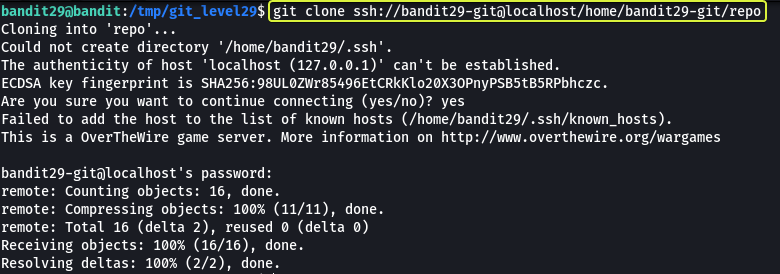 bandit29@bandit:/tmp/git_level29$ git clone ssh://bandit29-git@localhost/home/bandit29-git/repo
Cloning into 'repo'...
Could not create directory '/home/bandit29/.ssh'.
The authenticity of host 'localhost (127.0.0.1)' can't be established.
ECDSA key fingerprint is SHA256:98UL0ZWr85496EtCRkKlo20X3OPnyPSB5tB5RPbhczc.
Are you sure you want to continue connecting (yes/no)? yes
Failed to add the host to the list of known hosts (/home/bandit29/.ssh/known_hosts).
This is a OverTheWire game server. More information on http://www.overthewire.org/wargames

bandit29-git@localhost's password:
remote: Counting objects: 16, done.
remote: Compressing objects: 100% (11/11), done.
remote: Total 16 (delta 2), reused 0 (delta 0)
Receiving objects: 100% (16/16), done.
Resolving deltas: 100% (2/2), done.